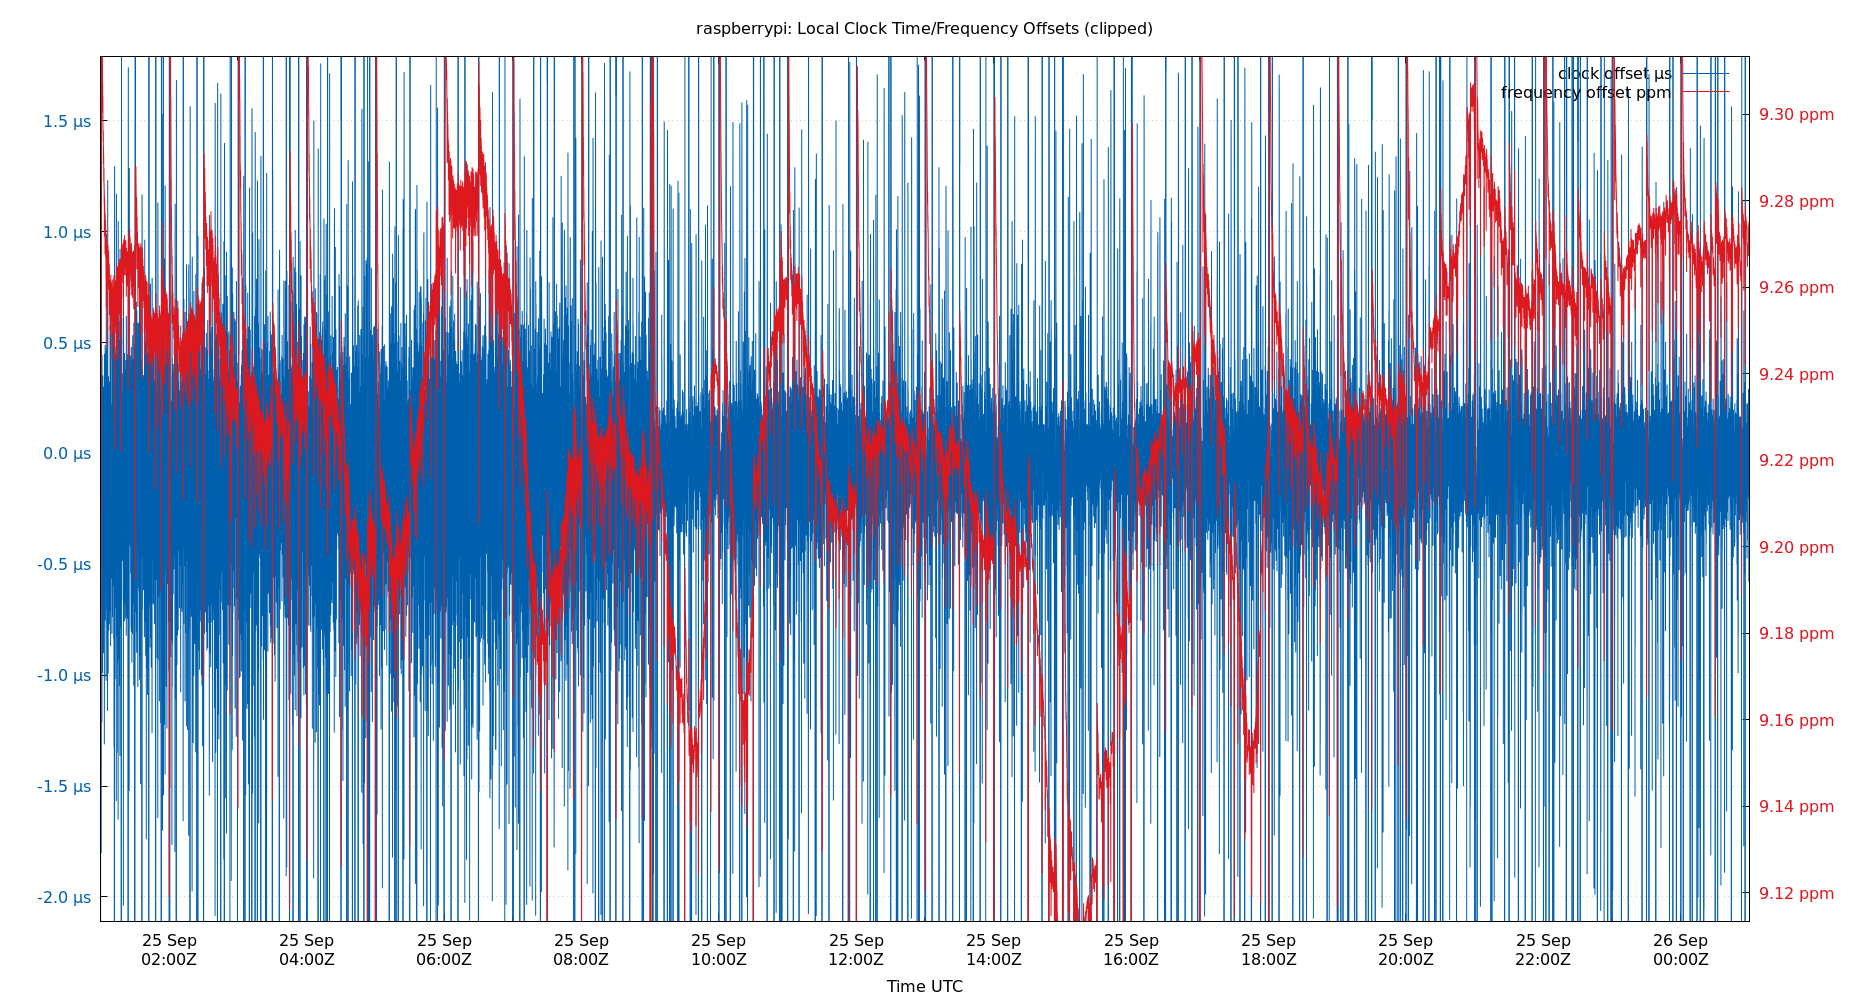 raspberrypi: Local Clock Time/Frequency Offsets (clipped)
clock offset µs
frequency offset ppm
1.5 µs
1.0 µs
0.5 µs
0.0 µs
-0.5 µs
-1.0 µs
-1.5 µs
-2.0 µs
9.30 ppm
9.28 ppm
9.26 ppm
9.24 ppm
9.22 ppm
9.20 ppm
9.18 ppm
9.16 ppm
9.14 ppm
9.12 ppm
25 Sep 25 Sep 25 Sep 25 Sep 25 Sep 25 Sep 25 Sep 25 Sep 25 Sep 25 Sep 25 Sep 26 Sep
02:00Z 04:00Z 06:00Z 08:00Z 10:00Z 12:00Z 14:00Z 16:00Z 18:00Z 20:00Z 22:00Z 00:00Z
Time UTC